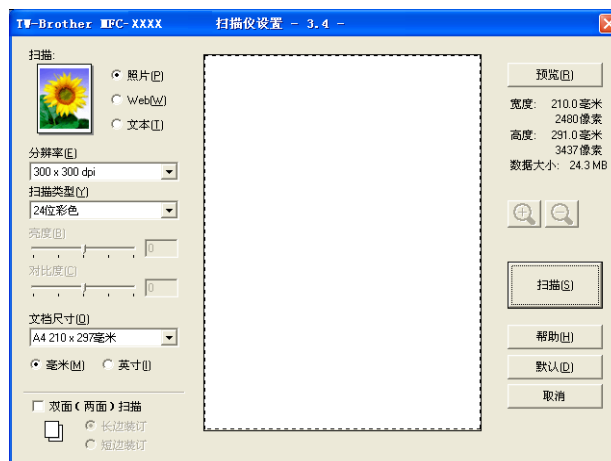 TW-Brother MFC-XXXX 扫描仪设置 - 3.4 -
扫描:
照片(P)
Web(W)
文本(T)
分辨率(E)
300 x 300 dpi
扫描类型(Y)
24位彩色
亮度(B)
0
对比度(C)
0
文档尺寸(O)
A4 210 x 297毫米
毫米(M) 英寸(I)
双面(两面)扫描
长边装订
短边装订
预览(R)
宽度: 210.0毫米
2480像素
高度: 291.0毫米
3437像素
数据大小: 24.3 MB
扫描(S)
帮助(H)
默认(D)
取消